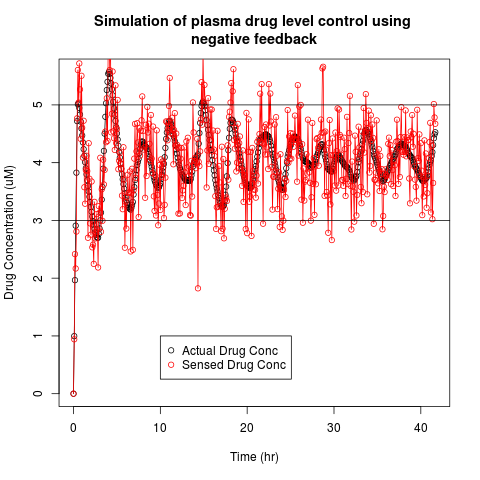 Simulation of plasma drug level control using
negative feedback
Drug Concentration (uM)
5
4
3
2
1
0
Actual Drug Conc
Sensed Drug Conc
0 10 20 30 40
Time (hr)